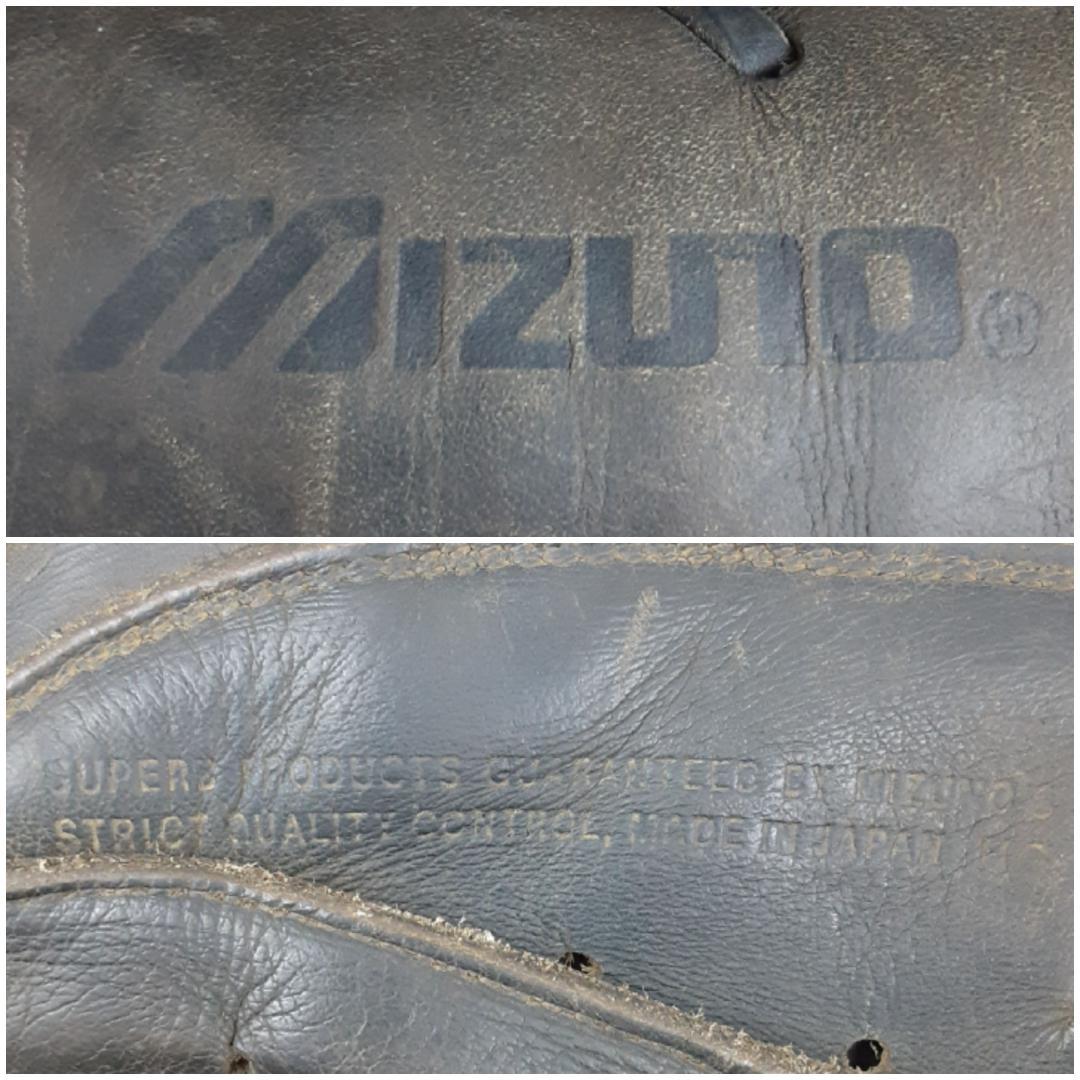 MIZUNO®
SUPERB PRODUCTS GUARANTEED BY MIZUNO'S
STRICT QUALITY CONTROL, MADE IN JAPAN